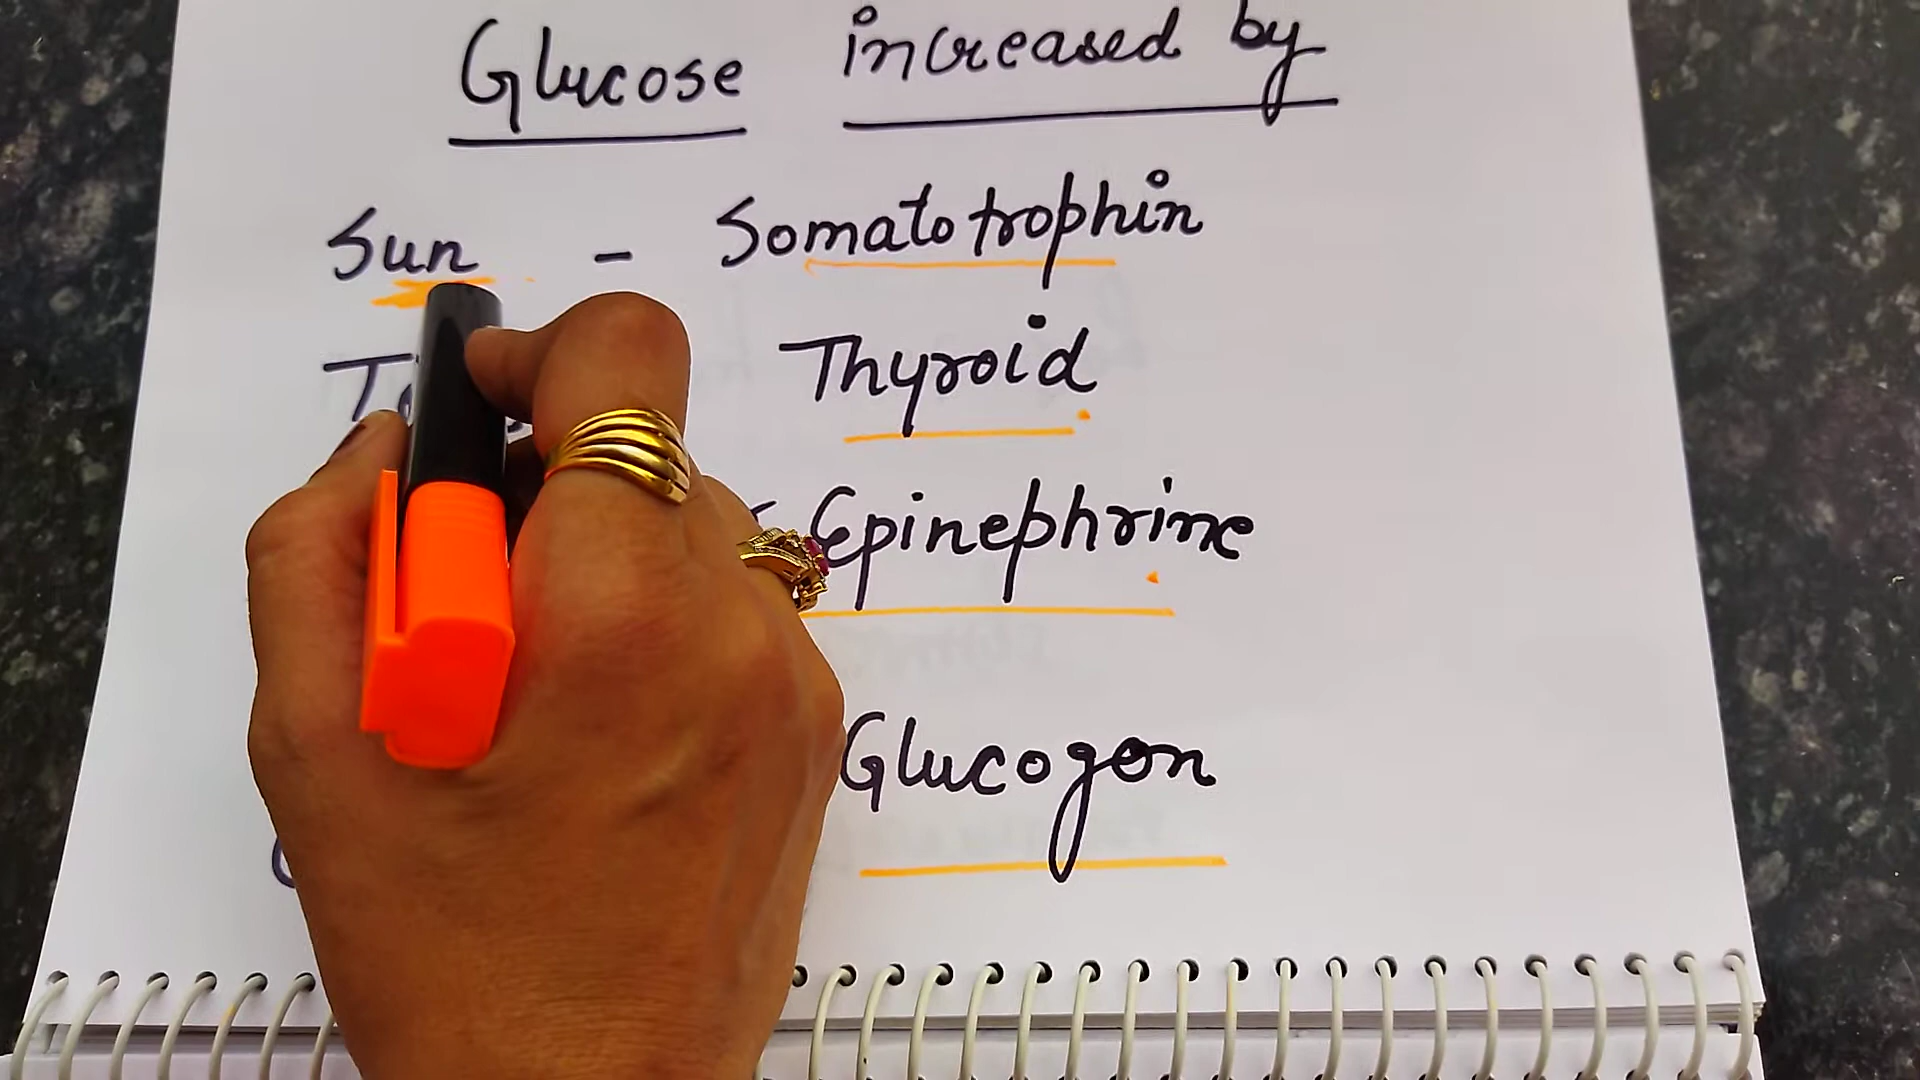 Glucose increased by
Sun - Somatotrophin
Thyroid
Epinephrine
Glucogon